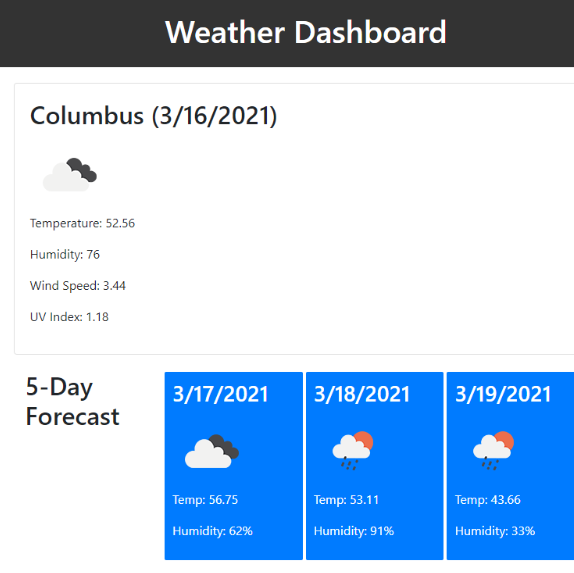 Weather Dashboard
Columbus (3/16/2021)
Temperature: 52.56
Humidity: 76
Wind Speed: 3.44
UV Index: 1.18
5-Day
Forecast
3/17/2021
Temp: 56.75
Humidity: 62%
3/18/2021
Temp: 53.11
Humidity: 91%
3/19/2021
Temp: 43.66
Humidity: 33%